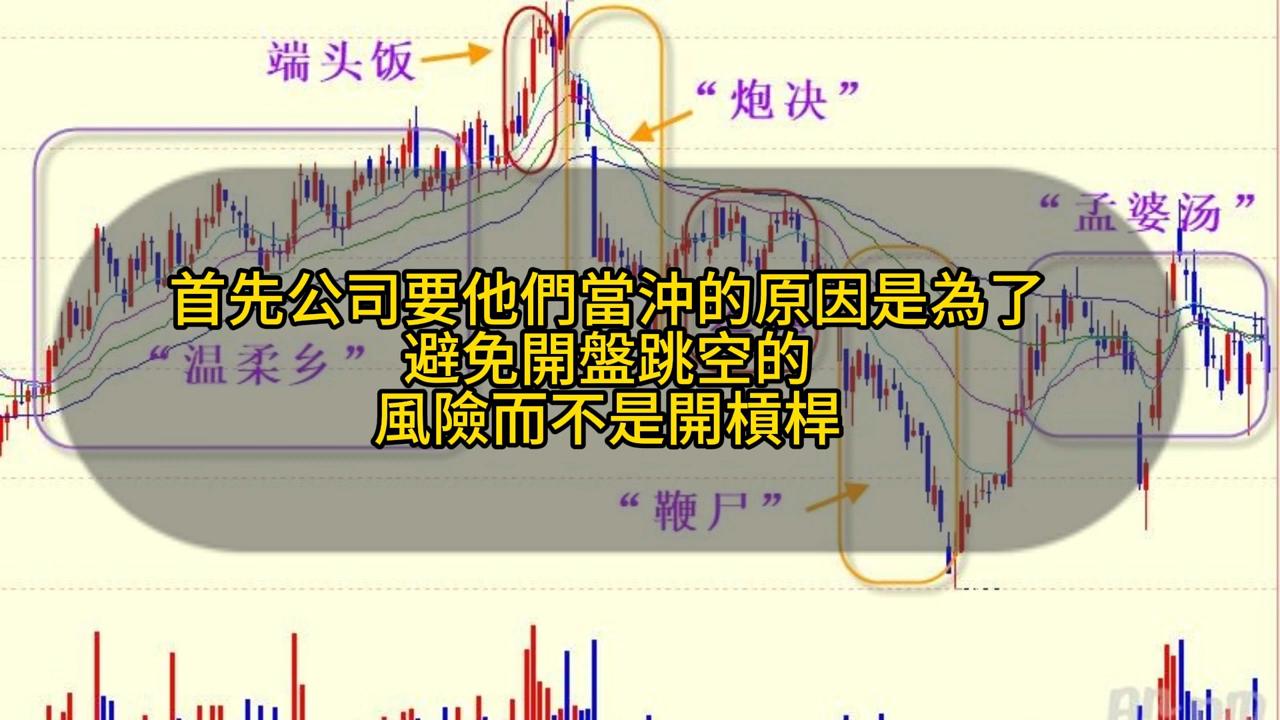 端头饭
“炮决”
“孟婆汤”
首先公司要他們當沖的原因是為了
避免開盤跳空的
風險而不是開槓桿
“温柔乡”
“鞭尸”